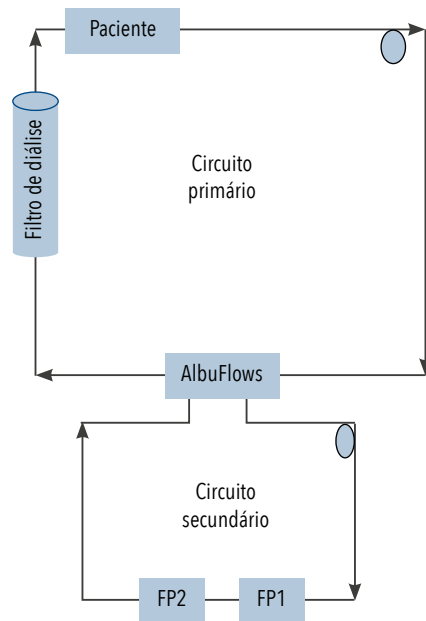 Paciente
Filtro de diálise
Circuito
primário
AlbuFlows
Circuito
secundário
FP2
FP1